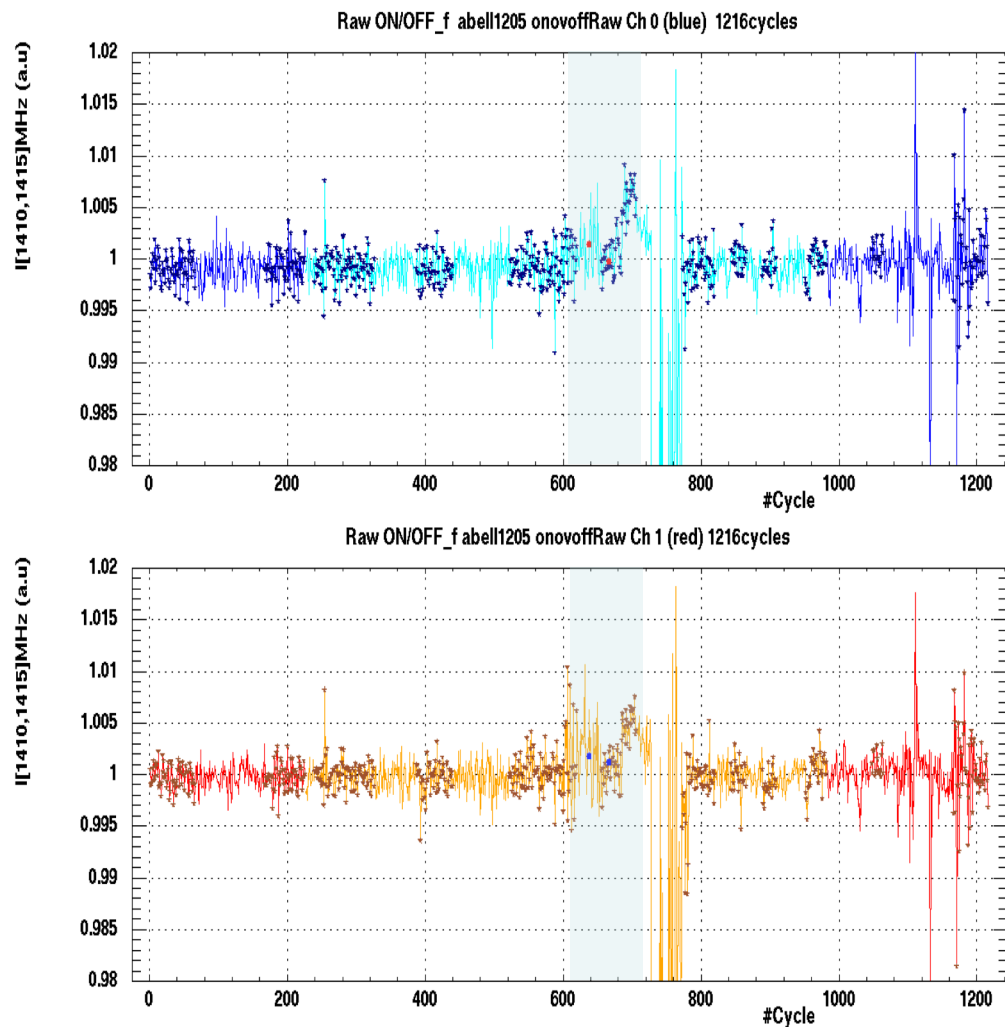 Raw ON/OFF_f abell1205 onovoffRaw Ch 0 (blue) 1216cycles
I[1410,1415]MHz (a.u)
1.02
1.015
1.01
1.005
1
0.995
0.99
0.985
0.98
0 200 400 600 800 1000 1200
#Cycle
Raw ON/OFF_f abell1205 onovoffRaw Ch 1 (red) 1216cycles
I[1410,1415]MHz (a.u)
1.02
1.015
1.01
1.005
1
0.995
0.99
0.985
0.98
0 200 400 600 800 1000 1200
#Cycle